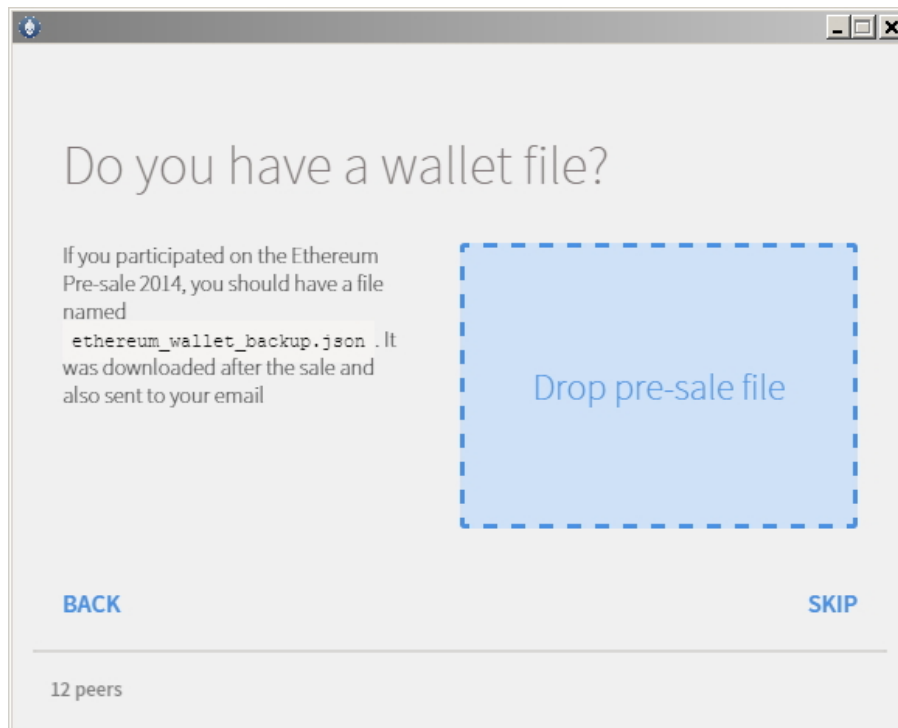 Do you have a wallet file?
If you participated on the Ethereum
Pre-sale 2014, you should have a file
named
ethereum_wallet_backup.json . It
was downloaded after the sale and
also sent to your email
Drop pre-sale file
BACK
SKIP
12 peers